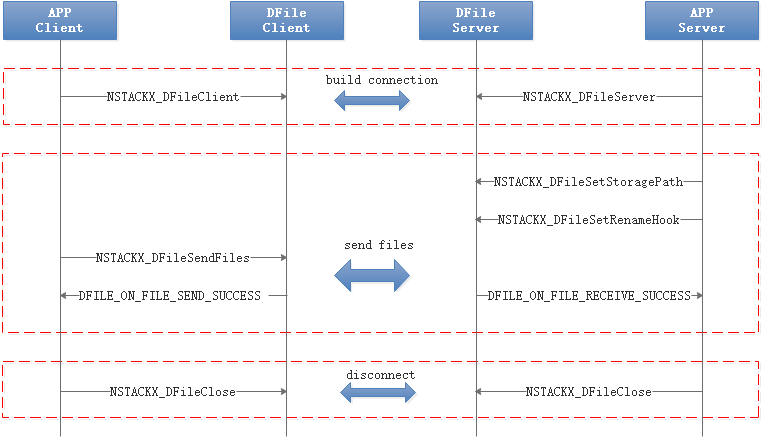 APP
Client
DFile
Client
DFile
Server
APP
Server
build connection
NSTACKX_DFileClient
NSTACKX_DFileServer
NSTACKX_DFileSetStoragePath
NSTACKX_DFileSetRenameHook
send files
NSTACKX_DFileSendFiles
DFILE_ON_FILE_SEND_SUCCESS
DFILE_ON_FILE_RECEIVE_SUCCESS
disconnect
NSTACKX_DFileClose
NSTACKX_DFileClose